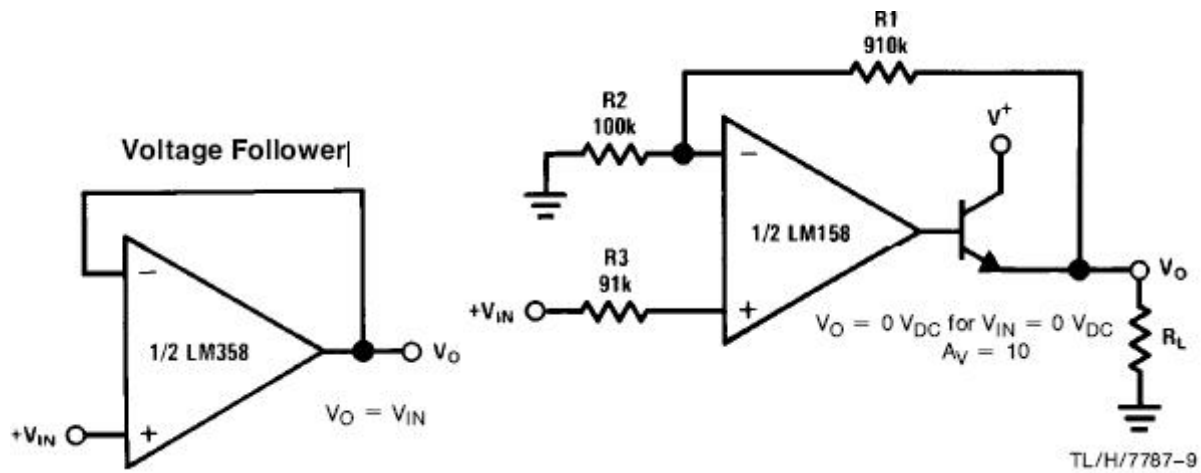 Voltage Follower
−
1/2 LM358
+VIN
+
VO
VO = VIN
R1
910k
R2
100k
V+
−
1/2 LM158
R3
91k
+VIN
+
VO
VO = 0 VDC for VIN = 0 VDC
AV = 10
RL
TL/H/7787–9